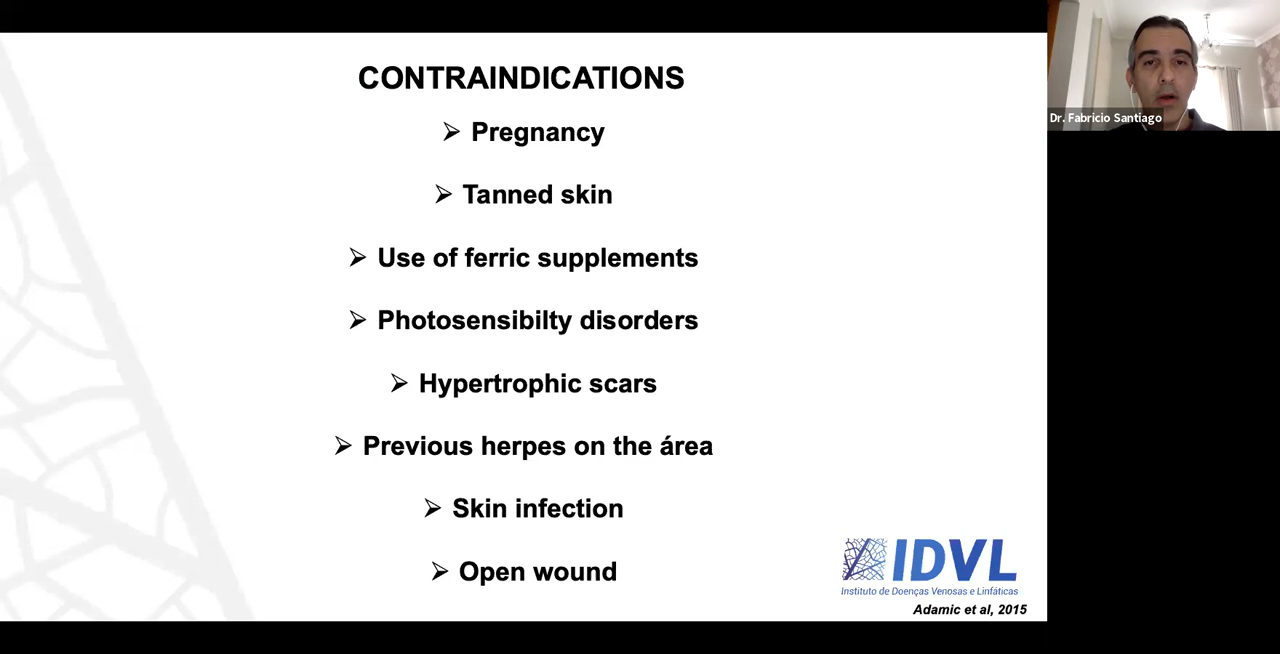 CONTRAINDICATIONS
➢ Pregnancy
➢ Tanned skin
➢ Use of ferric supplements
➢ Photosensibilty disorders
➢ Hypertrophic scars
➢ Previous herpes on the área
➢ Skin infection
➢ Open wound
IDVL
Instituto de Doenças Venosas e Linfáticas
Adamic et al, 2015
Dr. Fabricio Santiago